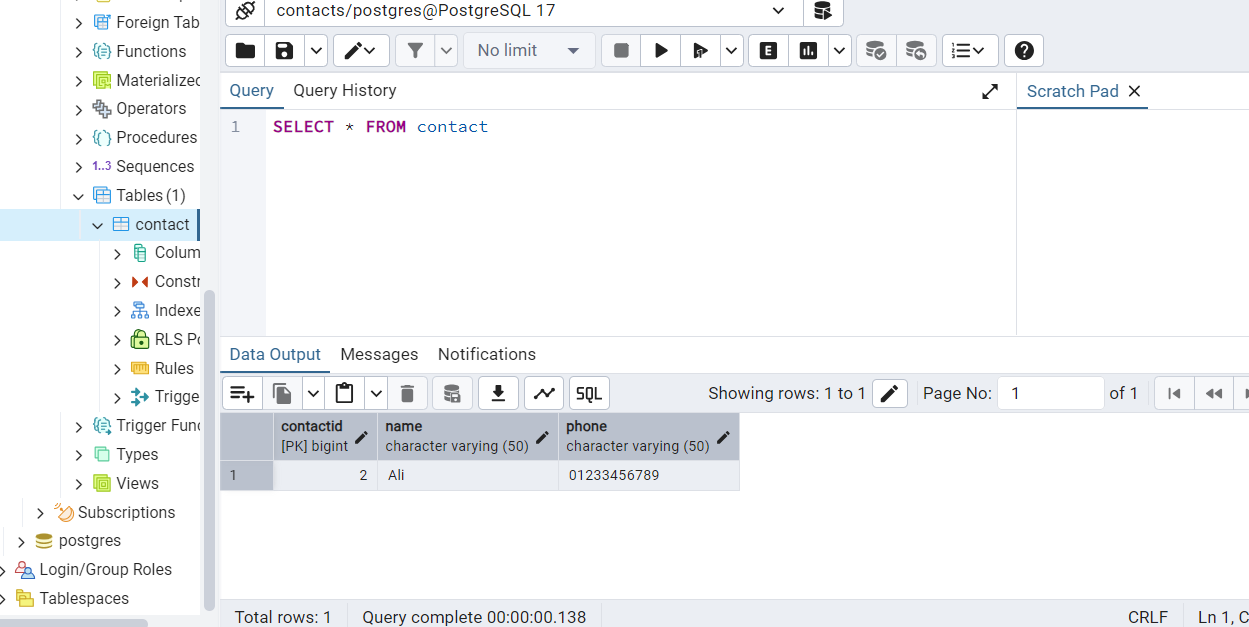 contacts/postgres@PostgreSQL 17
No limit
E
Query
Query History
Scratch Pad
1
SELECT * FROM contact
Foreign Tab
Functions
Materialized
Operators
Procedures
1..3 Sequences
Tables (1)
contact
Colum
Constr
Indexe
RLS Po
Rules
Trigge
Trigger Func
Types
Views
Subscriptions
postgres
Login/Group Roles
Tablespaces
Data Output
Messages
Notifications
SQL
Showing rows: 1 to 1
Page No:
1
of 1
contactid
[PK] bigint
name
character varying (50)
phone
character varying (50)
1
2
Ali
01233456789
Total rows: 1
Query complete 00:00:00.138
CRLF
Ln 1, C